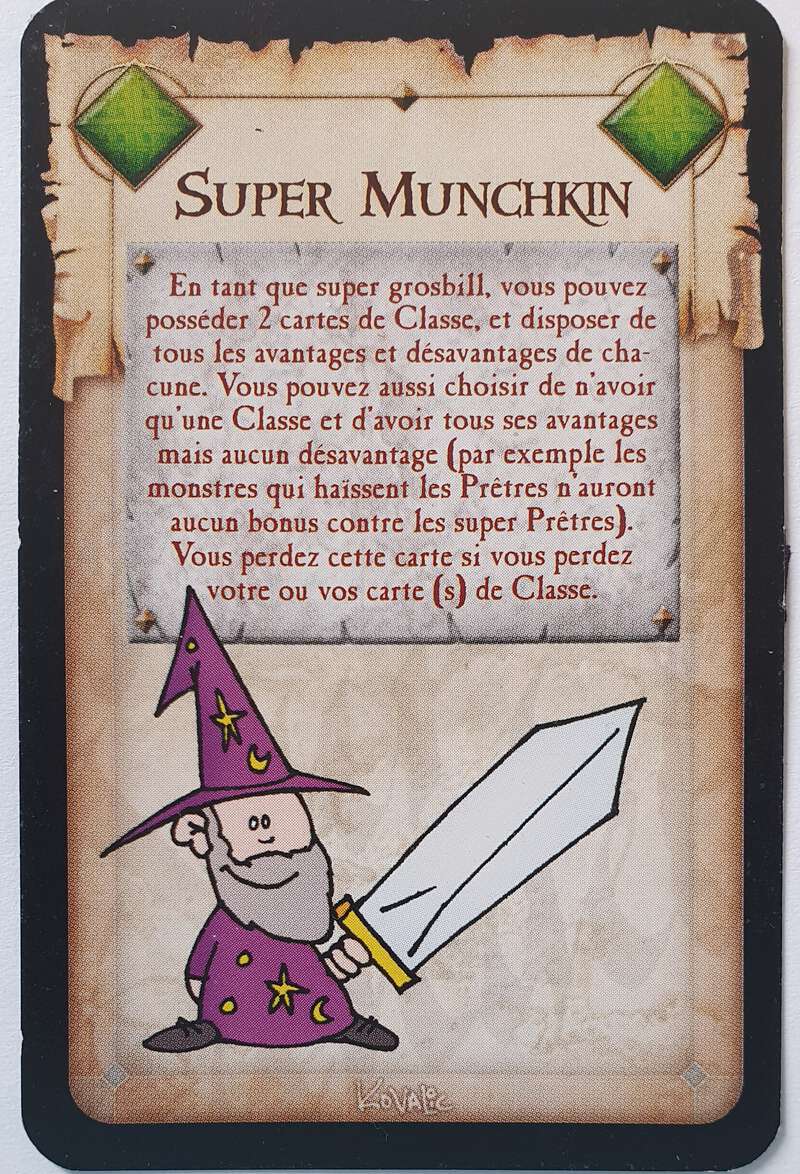 SUPER MUNCHKIN
En tant que super grosbill, vous pouvez
posséder 2 cartes de Classe, et disposer de
tous les avantages et désavantages de cha-
cune. Vous pouvez aussi choisir de n'avoir
qu'une Classe et d'avoir tous ses avantages
mais aucun désavantage (par exemple les
monstres qui haïssent les Prêtres n'auront
aucun bonus contre les super Prêtres).
Vous perdez cette carte si vous perdez
votre ou vos carte (s) de Classe.
KOVALIC